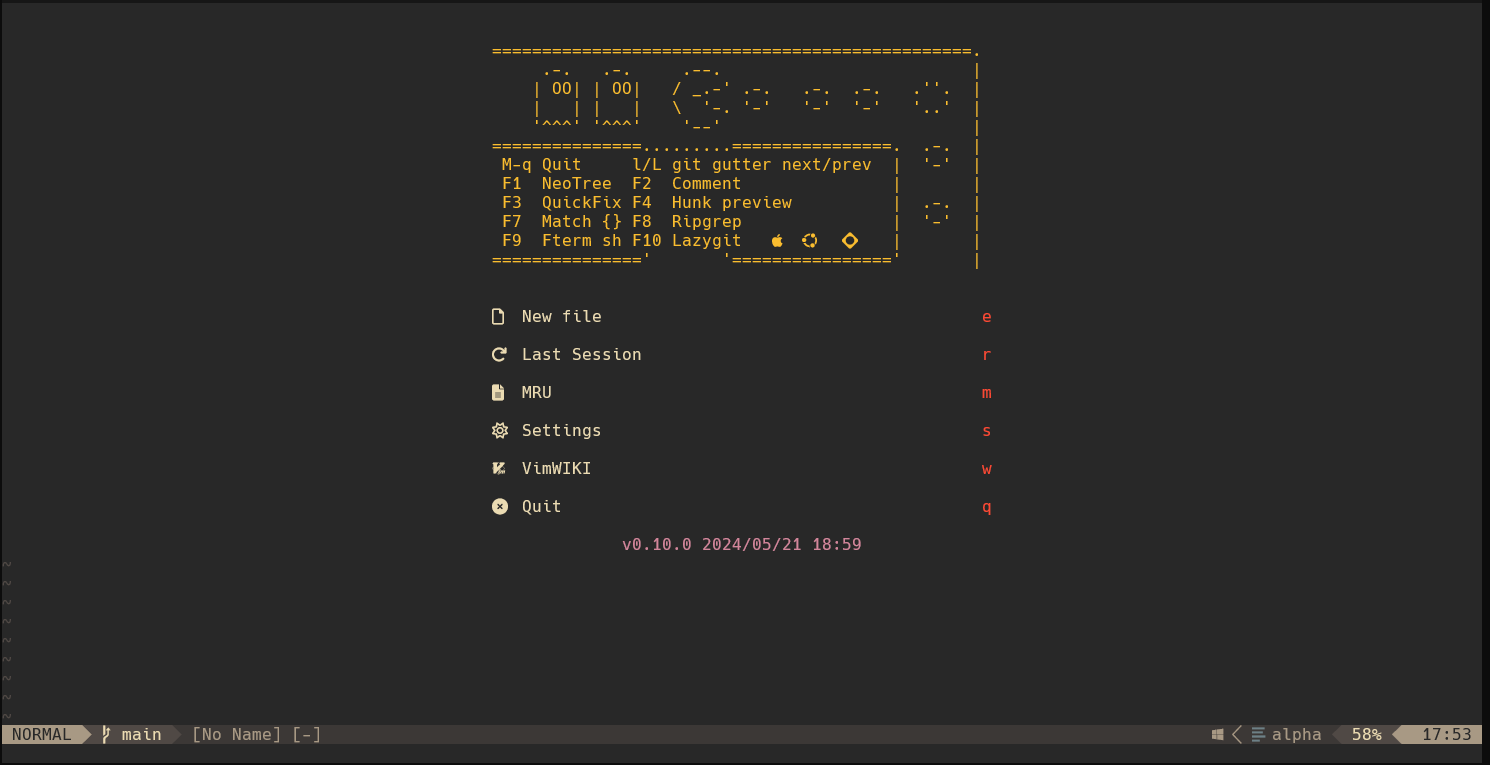 ===============================================.
     .-.   .-.     .--.                         |
    | OO| | OO|   / _.-' .-.   .-.  .-.   .''.  |
    |   | |   |   \  '-. '-'   '-'  '-'   '..'  |
    '^^^' '^^^'    '--'                         |
===============.........================.  .-.  |
 M-q Quit     l/L git gutter next/prev  |  '-'  |
 F1  NeoTree  F2  Comment               |       |
 F3  QuickFix F4  Hunk preview          |  .-.  |
 F7  Match {} F8  Ripgrep               |  '-'  |
 F9  Fterm sh F10 Lazygit               |       |
==============='       '================'       |
New file e
Last Session r
MRU m
Settings s
VimWIKI w
Quit q
v0.10.0 2024/05/21 18:59
~
~
~
~
~
~
~
~
~
NORMAL main [No Name] [-] alpha 58% 17:53